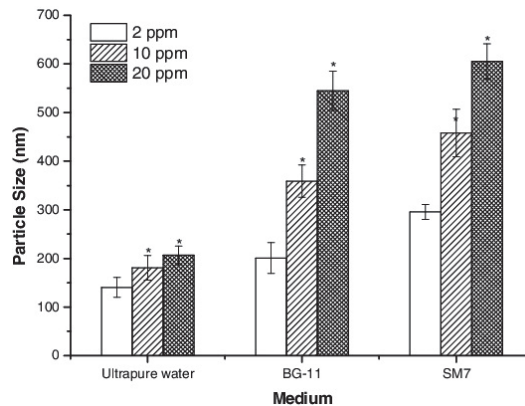 2 ppm
10 ppm
20 ppm
Particle Size (nm)
700
600
500
400
300
200
100
0
* * * * * *
Ultrapure water BG-11 SM7
Medium